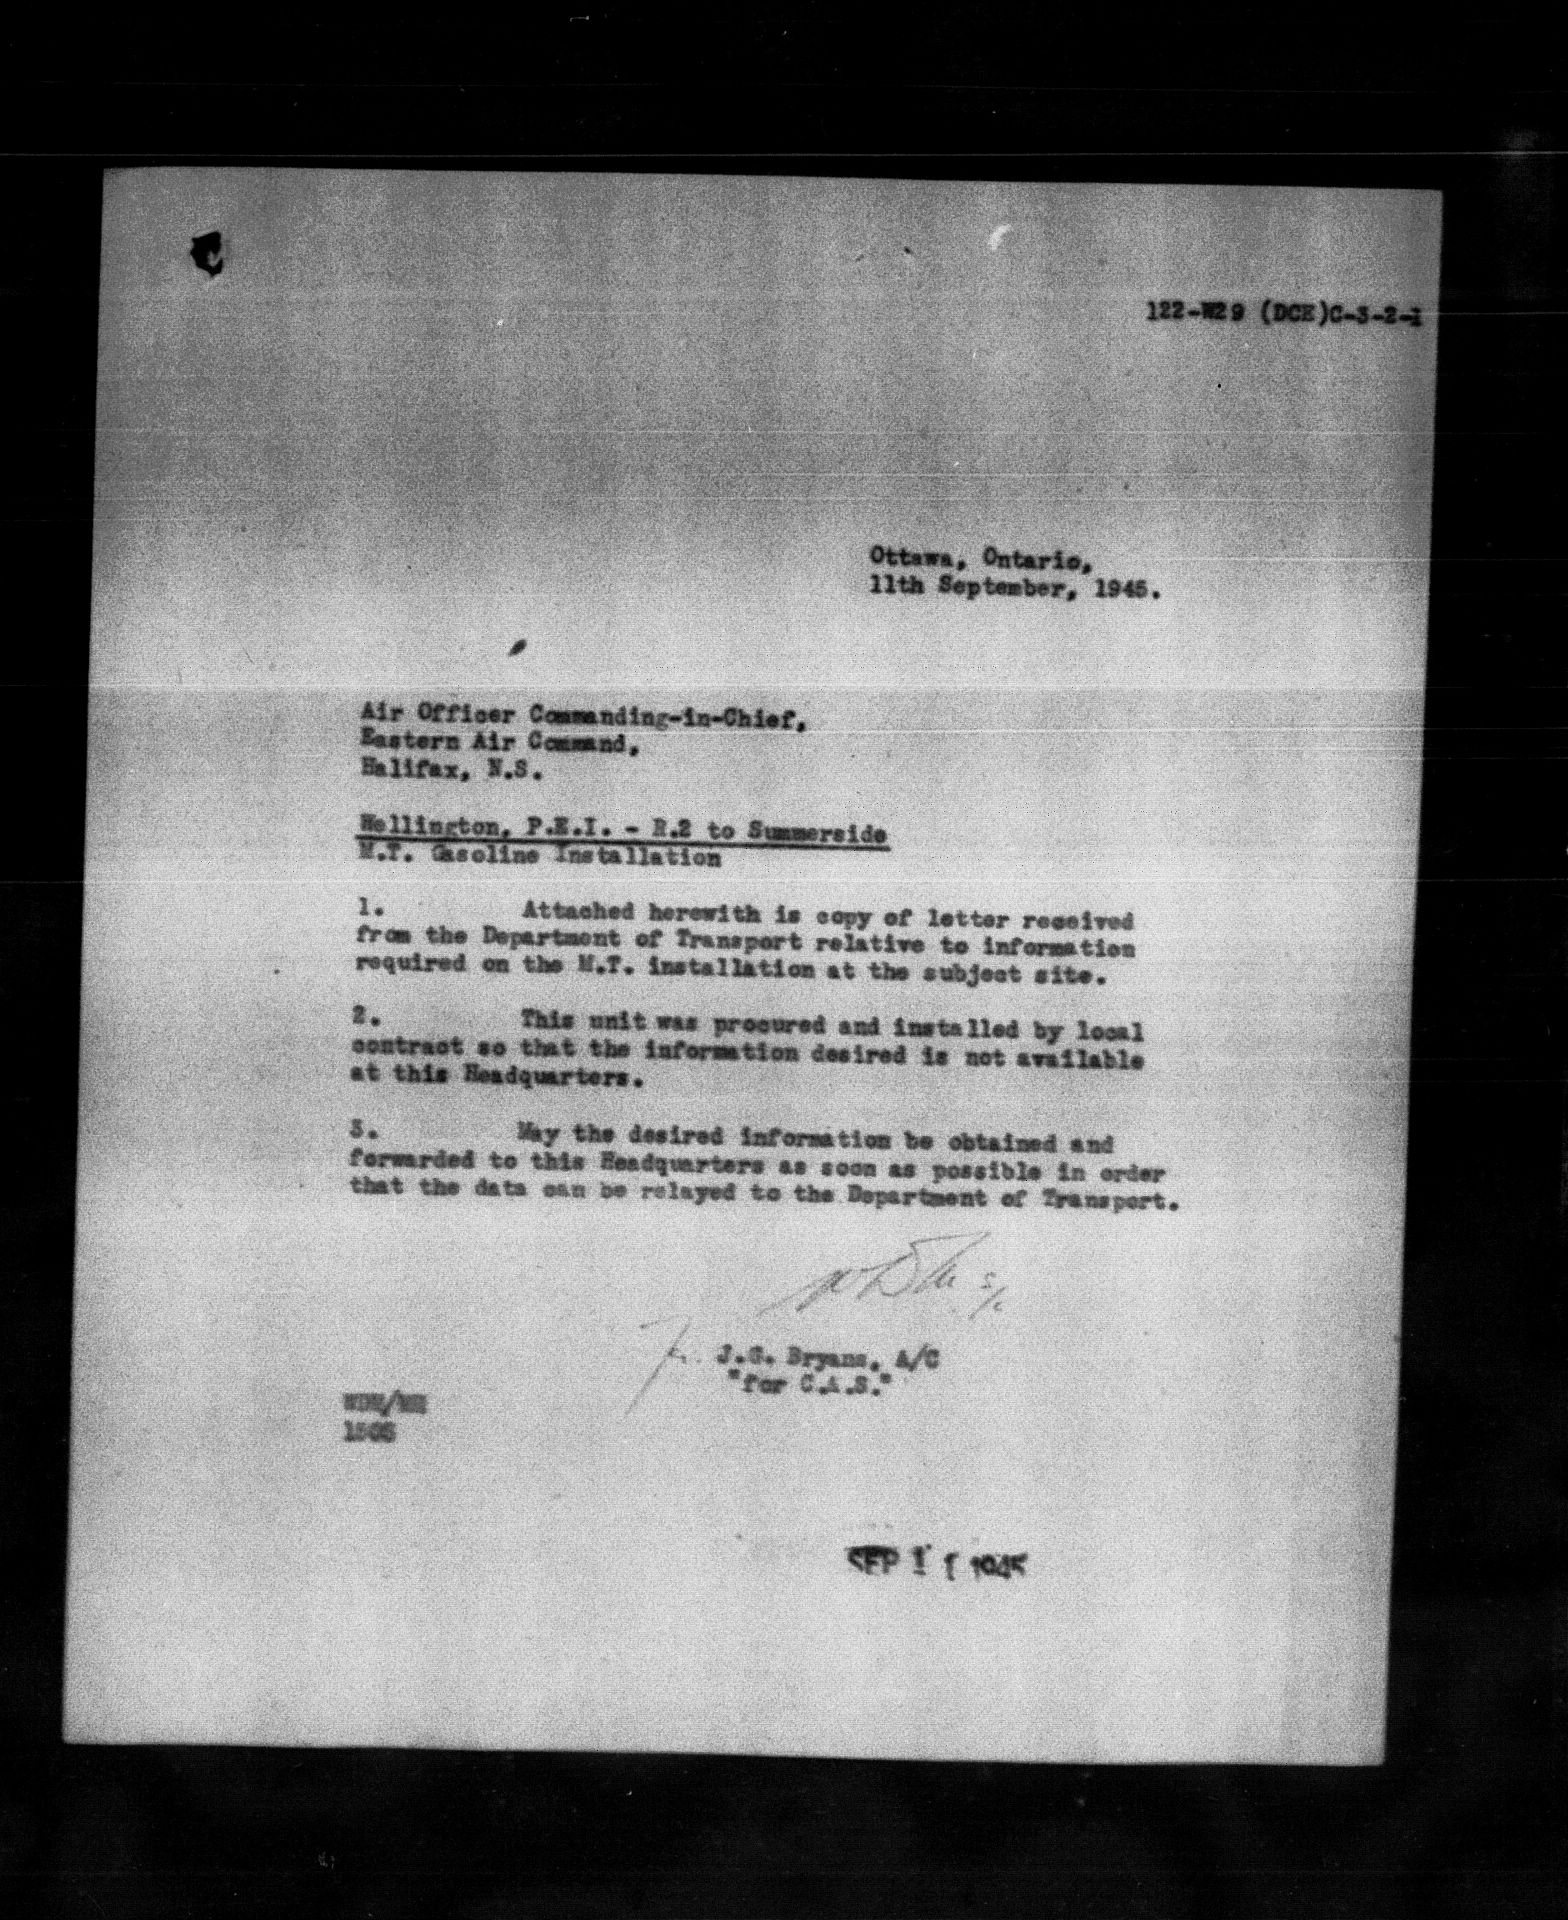 122-W29 (DCE)C-3-2-1
Ottawa, Ontario,
11th September, 1945.
Air Officer Commanding-in-Chief,
Eastern Air Command,
Halifax, N.S.
Wellington, P.E.I. - R.2 to Summerside
M.T. Gasoline Installation
1. Attached herewith is copy of letter received
from the Department of Transport relative to information
required on the M.T. installation at the subject site.
2. This unit was procured and installed by local
contract so that the information desired is not available
at this Headquarters.
3. May the desired information be obtained and
forwarded to this Headquarters as soon as possible in order
that the data can be relayed to the Department of Transport.
J.G. Bryans, A/C
"for C.A.S."
SEP 11 1945